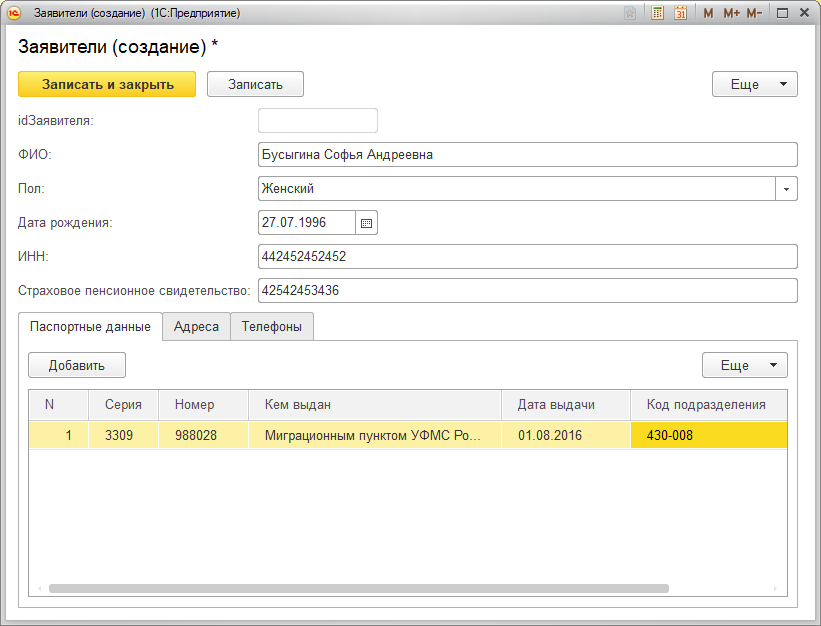 Заявители (создание) (1С:Предприятие)
31 M M+ M-
Заявители (создание) *
Записать и закрыть Записать Еще
idЗаявителя:
ФИО: Бусыгина Софья Андреевна
Пол: Женский
Дата рождения: 27.07.1996
ИНН: 442452452452
Страховое пенсионное свидетельство: 42542453436
Паспортные данные Адреса Телефоны
Добавить Еще
N Серия Номер Кем выдан Дата выдачи Код подразделения
1 3309 988028 Миграционным пунктом УФМС Ро... 01.08.2016 430-008